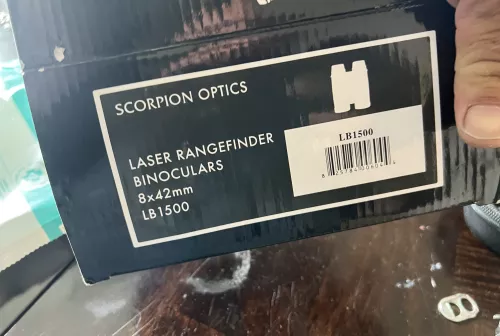 SCORPION OPTICS
LASER RANGEFINDER
BINOCULARS
8x42mm
LB1500
LB1500